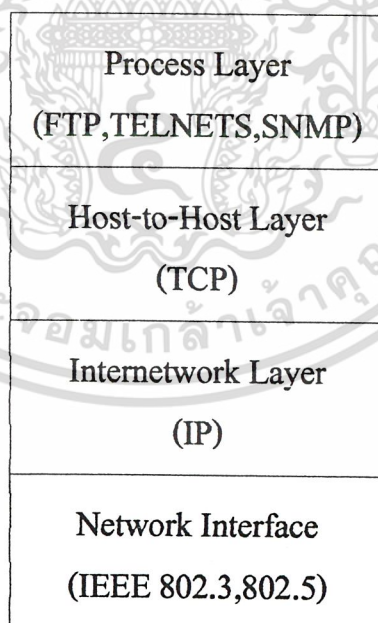 Process Layer
(FTP,TELNETS,SNMP)
Host-to-Host Layer
(TCP)
Internetwork Layer
(IP)
Network Interface
(IEEE 802.3,802.5)